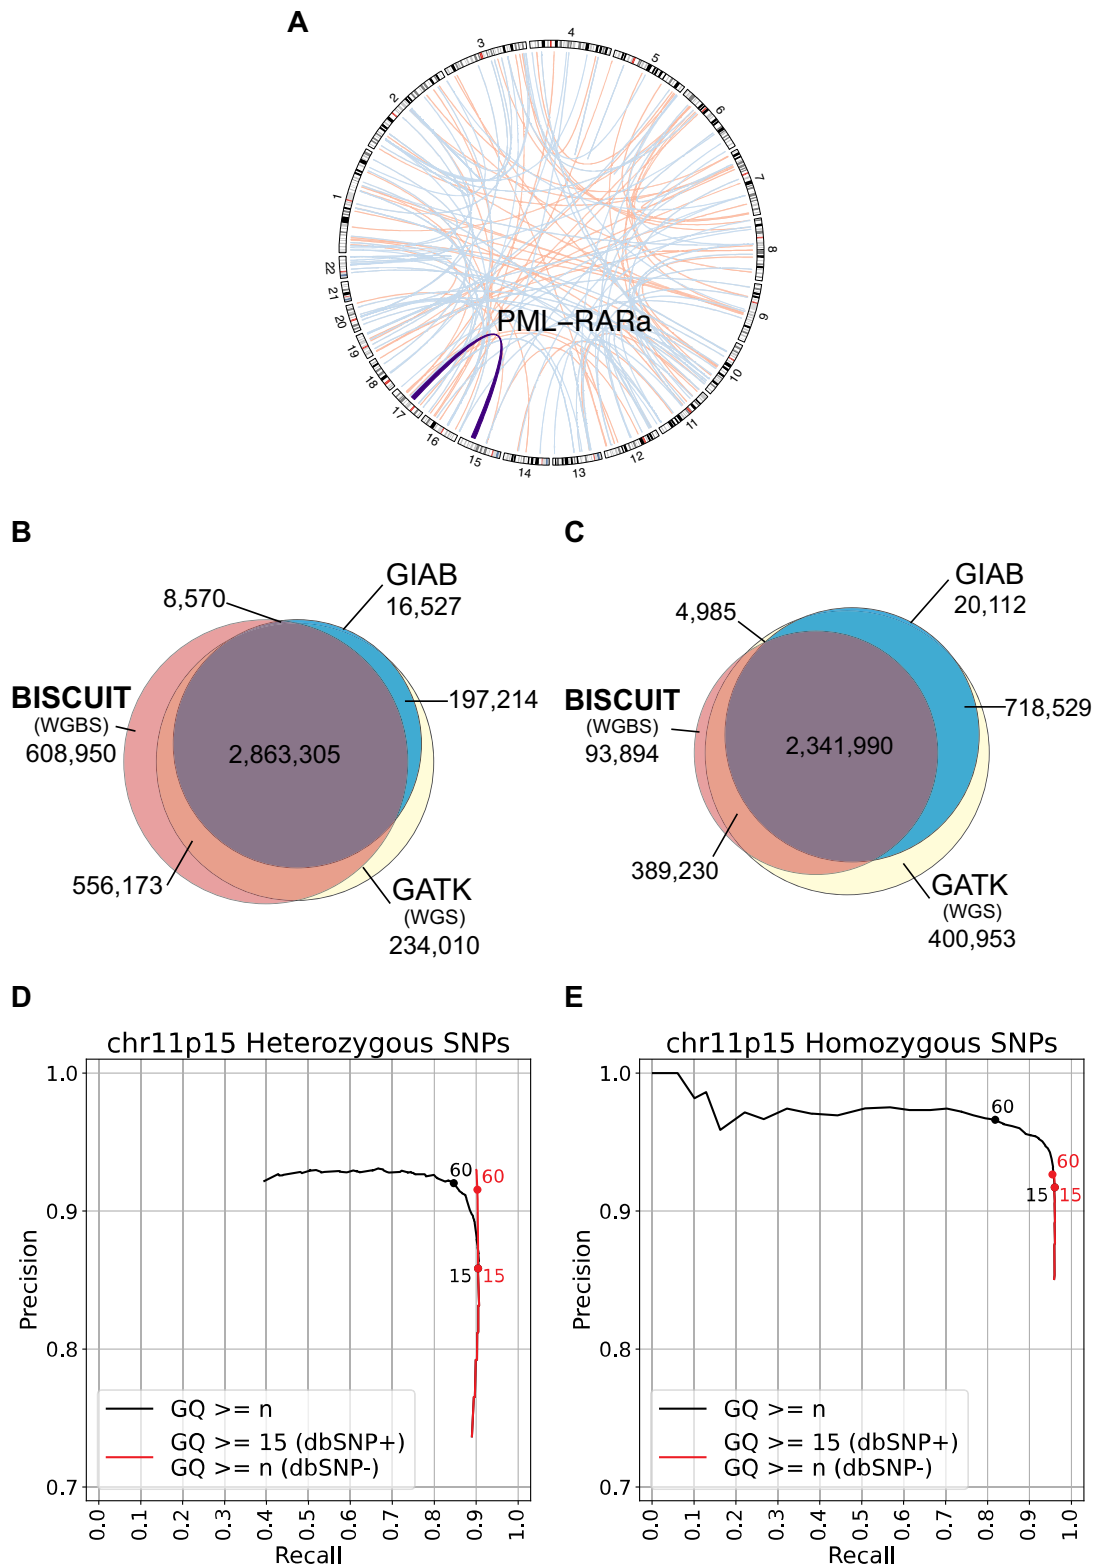 A
1
2
3
4
5
6
7
8
9
10
11
12
13
14
15
16
17
18
19
20
21
22
PML–RARa
B
GIAB
16,527
8,570
BISCUIT
(WGBS)
608,950
197,214
2,863,305
556,173
GATK
(WGS)
234,010
C
GIAB
20,112
4,985
BISCUIT
(WGBS)
93,894
718,529
2,341,990
389,230
GATK
(WGS)
400,953
D
chr11p15 Heterozygous SNPs
1.0
0.9
0.8
0.7
Precision
60
60
15
15
GQ >= n
GQ >= 15 (dbSNP+)
GQ >= n (dbSNP-)
0.0
0.1
0.2
0.3
0.4
0.5
0.6
0.7
0.8
0.9
1.0
Recall
E
chr11p15 Homozygous SNPs
1.0
0.9
0.8
0.7
Precision
60
60
15
15
GQ >= n
GQ >= 15 (dbSNP+)
GQ >= n (dbSNP-)
0.0
0.1
0.2
0.3
0.4
0.5
0.6
0.7
0.8
0.9
1.0
Recall